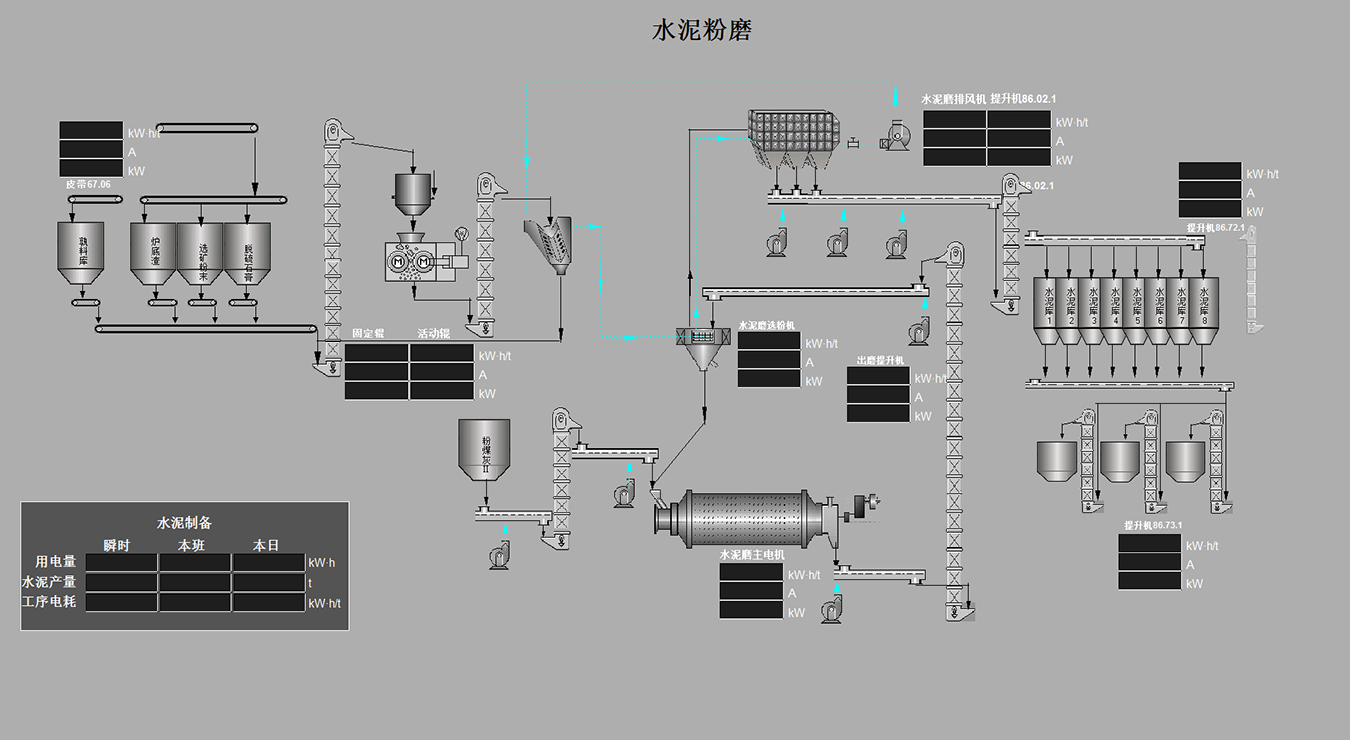 水泥粉磨
水泥磨排风机 提升机86.02.1
kW·h/t
A
kW
kW·h/t
A
kW
皮带67.06
熟料库
炉底渣
选矿粉末
脱硫石膏
M
M
W
86.02.1
kW·h/t
A
kW
提升机86.72.1
水泥库1
水泥库2
水泥库3
水泥库4
水泥库5
水泥库6
水泥库7
水泥库8
固定辊 活动辊
kW·h/t
A
kW
水泥磨选粉机
kW·h/t
A
kW
出磨提升机
kW·h/t
A
kW
粉煤灰II
水泥磨主电机
kW·h/t
A
kW
提升机86.73.1
kW·h/t
A
kW
水泥制备
瞬时 本班 本日
用电量 kW·h
水泥产量 t
工序电耗 kW·h/t